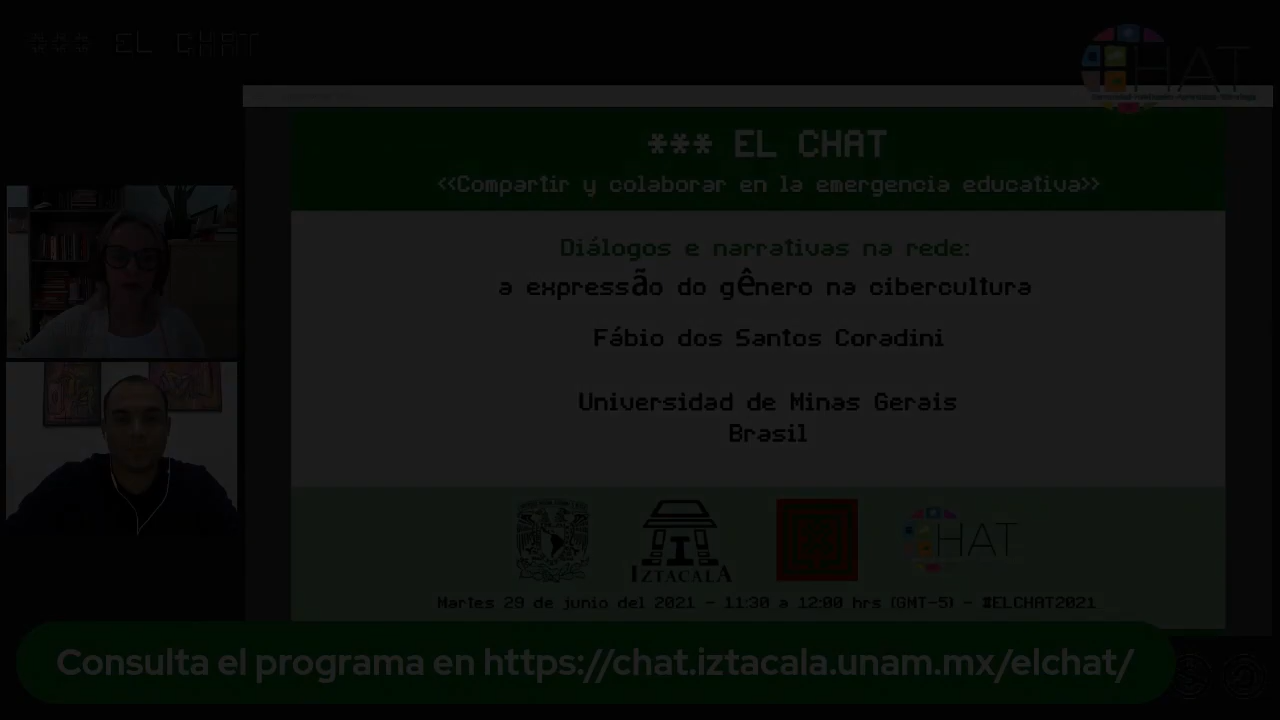 *** EL CHAT
HAT
*** EL CHAT
<<Compartir y colaborar en la emergencia educativa>>
Diálogos e narrativas na rede:
a expressão do gênero na cibercultura
Fábio dos Santos Coradini
Universidad de Minas Gerais
Brasil
IZTACALA
HAT
Martes 29 de junio del 2021 - 11:30 a 12:00 hrs (GMT-5) - #ELCHAT2021
Consulta el programa en https://chat.iztacala.unam.mx/elchat/